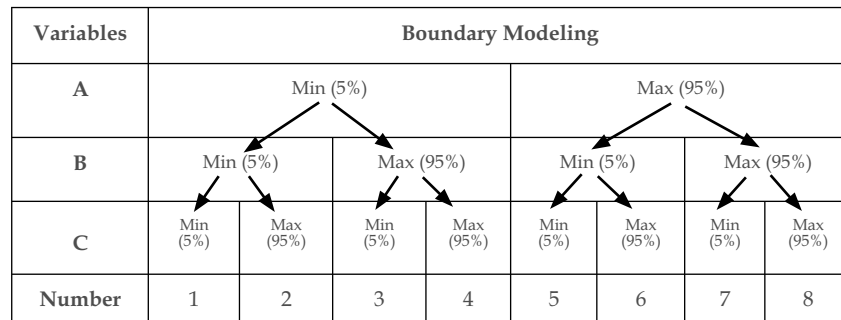 Variables Boundary Modeling
A Min (5%) Max (95%)
B Min (5%) Max (95%) Min (5%) Max (95%)
Min Max Min Max Min Max Min Max
C (5%) (95%) (5%) (95%) (5%) (95%) (5%) (95%)
Number 1 2 3 4 5 6 7 8